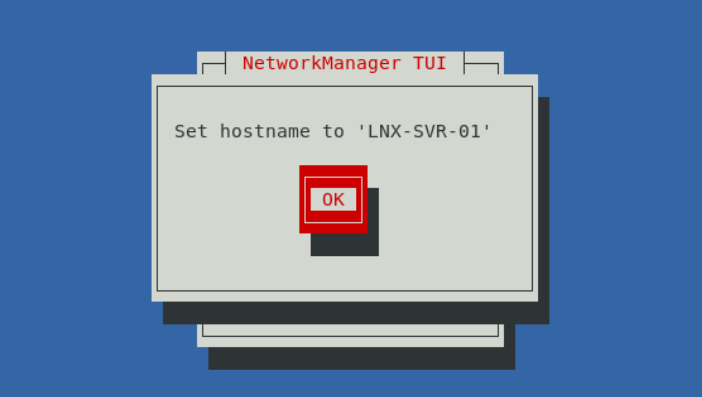 NetworkManager TUI
Set hostname to 'LNX-SVR-01'
OK